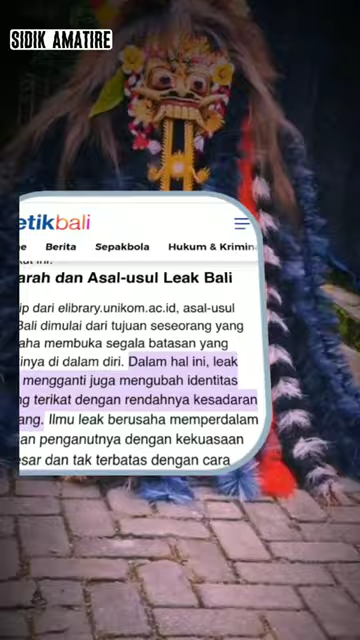 SIDIK AMATIRE
etikbali
Berita Sepakbola Hukum & Krimin
arah dan Asal-usul Leak Bali
ip dari elibrary.unikom.ac.id, asal-usul
Bali dimulai dari tujuan seseorang yang
aha membuka segala batasan yang
inya di dalam diri. Dalam hal ini, leak
mengganti juga mengubah identitas
ng terikat dengan rendahnya kesadaran
ang. Ilmu leak berusaha memperdalam
an penganutnya dengan kekuasaan
esar dan tak terbatas dengan cara